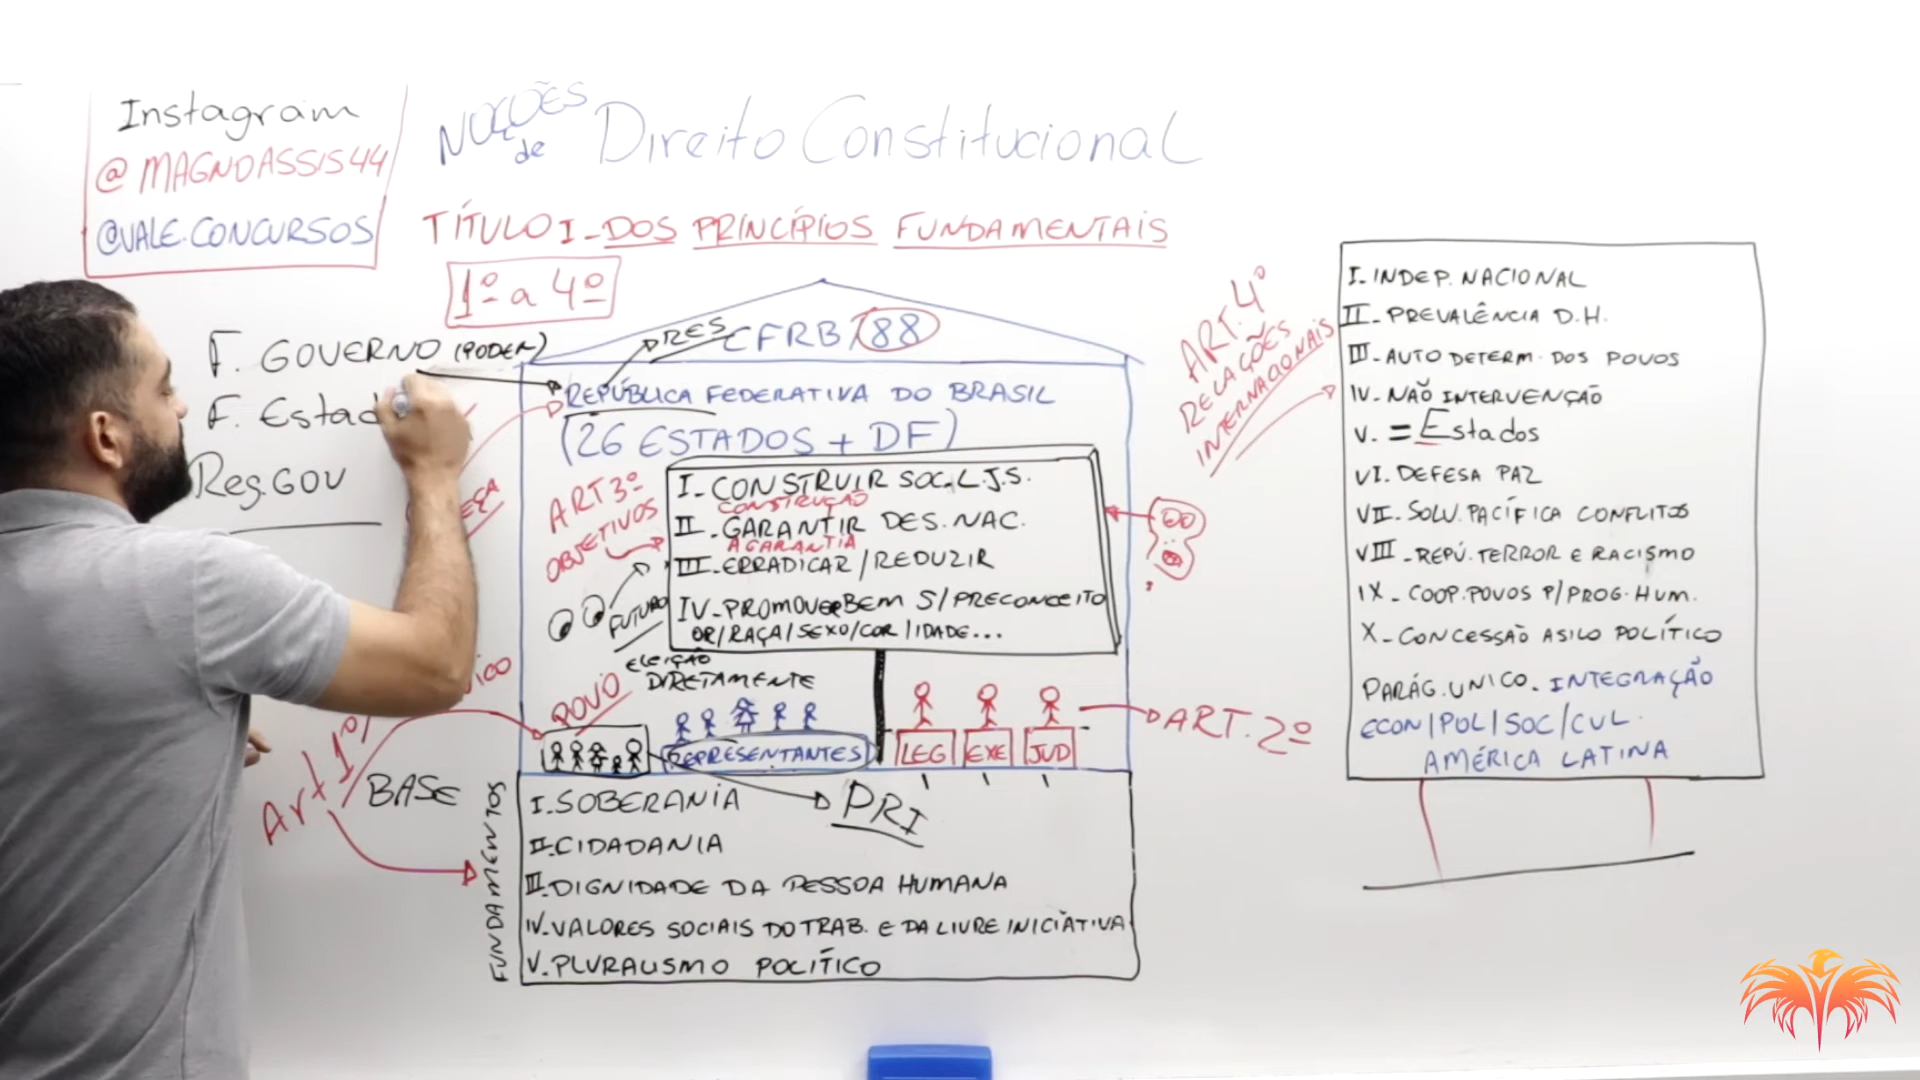 Instagram
@MAGNOASSIS44
@VALE.CONCURSOS
NOÇÕES
de
Direito Constitucional
TÍTULO I - DOS PRINCÍPIOS FUNDAMENTAIS
1º a 4º
F. GOVERNO (PODER)
F. Estad
Reg.GOV
PRES
CFRB/88
REPÚBLICA FEDERATIVA DO BRASIL
(26 ESTADOS + DF)
ART 3º
OBJETIVOS
I-CONSTRUIR SOC.L.J.S.
CONSTRUÇÃO
II-GARANTIR DES.NAC.
A GARANTIA
III-ERRADICAR/REDUZIR
IV-PROMOVER BEM S/PRECONCEITO
OR/RAÇA/SEXO/COR/IDADE...
FUTURO
ELEIÇÃO
DIRETAMENTE
POVO
REPRESENTANTES
LEG EXE JUD
ART.2º
Art 1º
BASE
FUNDAMENTOS
I.SOBERANIA
PRI
II.CIDADANIA
III.DIGNIDADE DA PESSOA HUMANA
IV.VALORES SOCIAIS DO TRAB. E DA LIVRE INICIATIVA
V.PLURALISMO POLÍTICO
ART.4º
RELAÇÕES
INTERNACIONAIS
I-INDEP.NACIONAL
II-PREVALÊNCIA D.H.
III-AUTO DETERM. DOS POVOS
IV-NÃO INTERVENÇÃO
V. = Estados
VI.DEFESA PAZ
VII-SOLU.PACÍFICA CONFLITOS
VIII-REPÚ.TERROR E RACISMO
IX-COOP.POVOS P/PROG.HUM.
X-CONCESSÃO ASILO POLÍTICO
PARÁG.UNICO. INTEGRAÇÃO
ECON/POL/SOC/CUL.
AMÉRICA LATINA